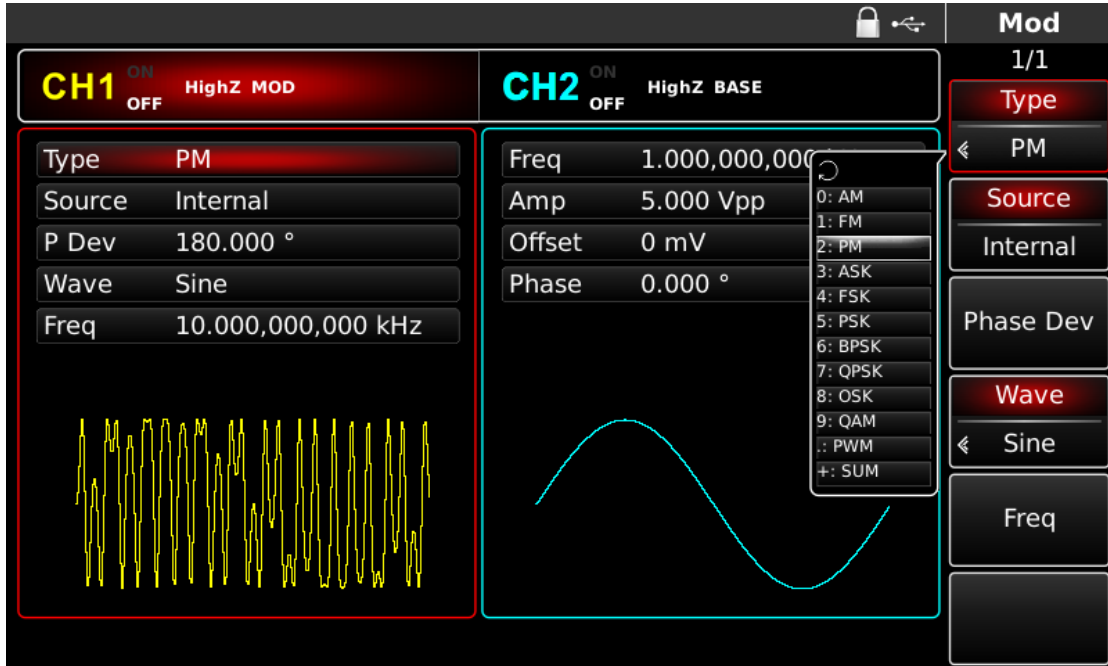 Mod
1/1
CH1 ON OFF HighZ MOD
CH2 ON OFF HighZ BASE
Type PM
Source Internal
P Dev 180.000 °
Wave Sine
Freq 10.000,000,000 kHz
Freq 1.000,000,000
Amp 5.000 Vpp
Offset 0 mV
Phase 0.000 °
0: AM
1: FM
2: PM
3: ASK
4: FSK
5: PSK
6: BPSK
7: QPSK
8: OSK
9: QAM
.: PWM
+: SUM
Type
PM
Source
Internal
Phase Dev
Wave
Sine
Freq